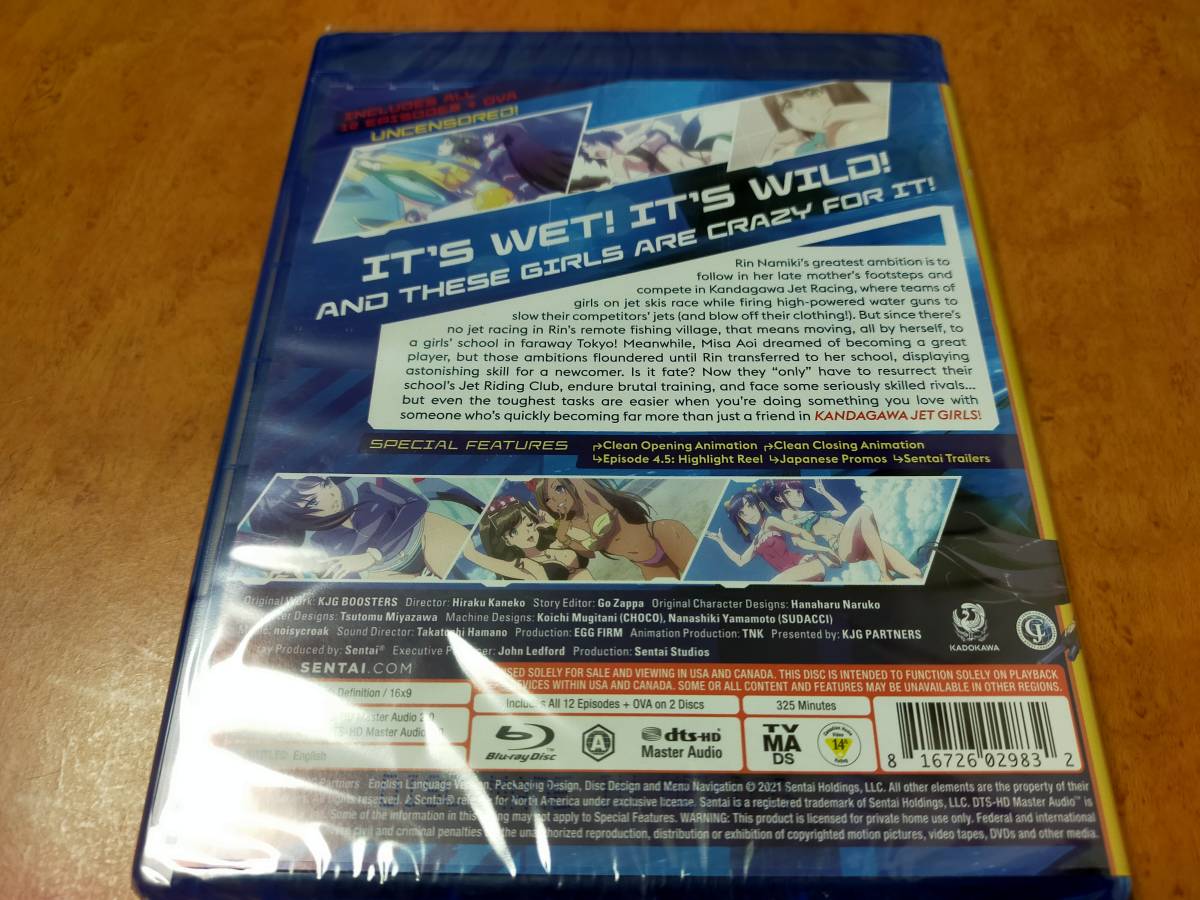 INCLUDES ALL
12 EPISODES + OVA
UNCENSORED!
IT'S WET! IT'S WILD!
AND THESE GIRLS ARE CRAZY FOR IT!
Rin Namiki's greatest ambition is to
follow in her late mother's footsteps and
compete in Kandagawa Jet Racing, where teams of
girls on jet skis race while firing high-powered water guns to
slow their competitors' jets (and blow off their clothing!). But since there's
no jet racing in Rin's remote fishing village, that means moving, all by herself, to
a girls' school in faraway Tokyo! Meanwhile, Misa Aoi dreamed of becoming a great
player, but those ambitions floundered until Rin transferred to her school, displaying
astonishing skill for a newcomer. Is it fate? Now they "only" have to resurrect their
school's Jet Riding Club, endure brutal training, and face some seriously skilled rivals...
but even the toughest tasks are easier when you're doing something you love with
someone who's quickly becoming far more than just a friend in KANDAGAWA JET GIRLS!
SPECIAL FEATURES ↱Clean Opening Animation ↱Clean Closing Animation
↳Episode 4.5: Highlight Reel ↳Japanese Promos ↳Sentai Trailers
Original Work: KJG BOOSTERS Director: Hiraku Kaneko Story Editor: Go Zappa Original Character Designs: Hanaharu Naruko
Designs: Tsutomu Miyazawa Machine Designs: Koichi Mugitani (CHOCO), Nanashiki Yamamoto (SUDACCI)
Music: noisycroak Sound Director: Takatoshi Hamano Production: EGG FIRM Animation Production: TNK Presented by: KJG PARTNERS
Produced by: Sentai® Executive Producer: John Ledford Production: Sentai Studios
SENTAI.COM
KADOKAWA
SOLELY FOR SALE AND VIEWING IN USA AND CANADA. THIS DISC IS INTENDED TO FUNCTION SOLELY ON PLAYBACK
DEVICES WITHIN USA AND CANADA. SOME OR ALL CONTENT AND FEATURES MAY BE UNAVAILABLE IN OTHER REGIONS.
Definition / 16x9
Includes All 12 Episodes + OVA on 2 Discs
325 Minutes
Master Audio 2.0
DTS-HD Master Audio
English
Blu-ray Disc
A
dts-HD
Master Audio
TV
MA
DS
14+
8 16726 02983 2
Partners English Language Version, Packaging Design, Disc Design and Menu Navigation © 2021 Sentai Holdings, LLC. All other elements are the property of their
All rights reserved. A Sentai® release for North America under exclusive license. Sentai is a registered trademark of Sentai Holdings, LLC. DTS-HD Master Audio™ is
Some of the information in this may not apply to Special Features. WARNING: This product is licensed for private home use only. Federal and international
civil and criminal penalties the unauthorized reproduction, distribution or exhibition of copyrighted motion pictures, video tapes, DVDs and other media.